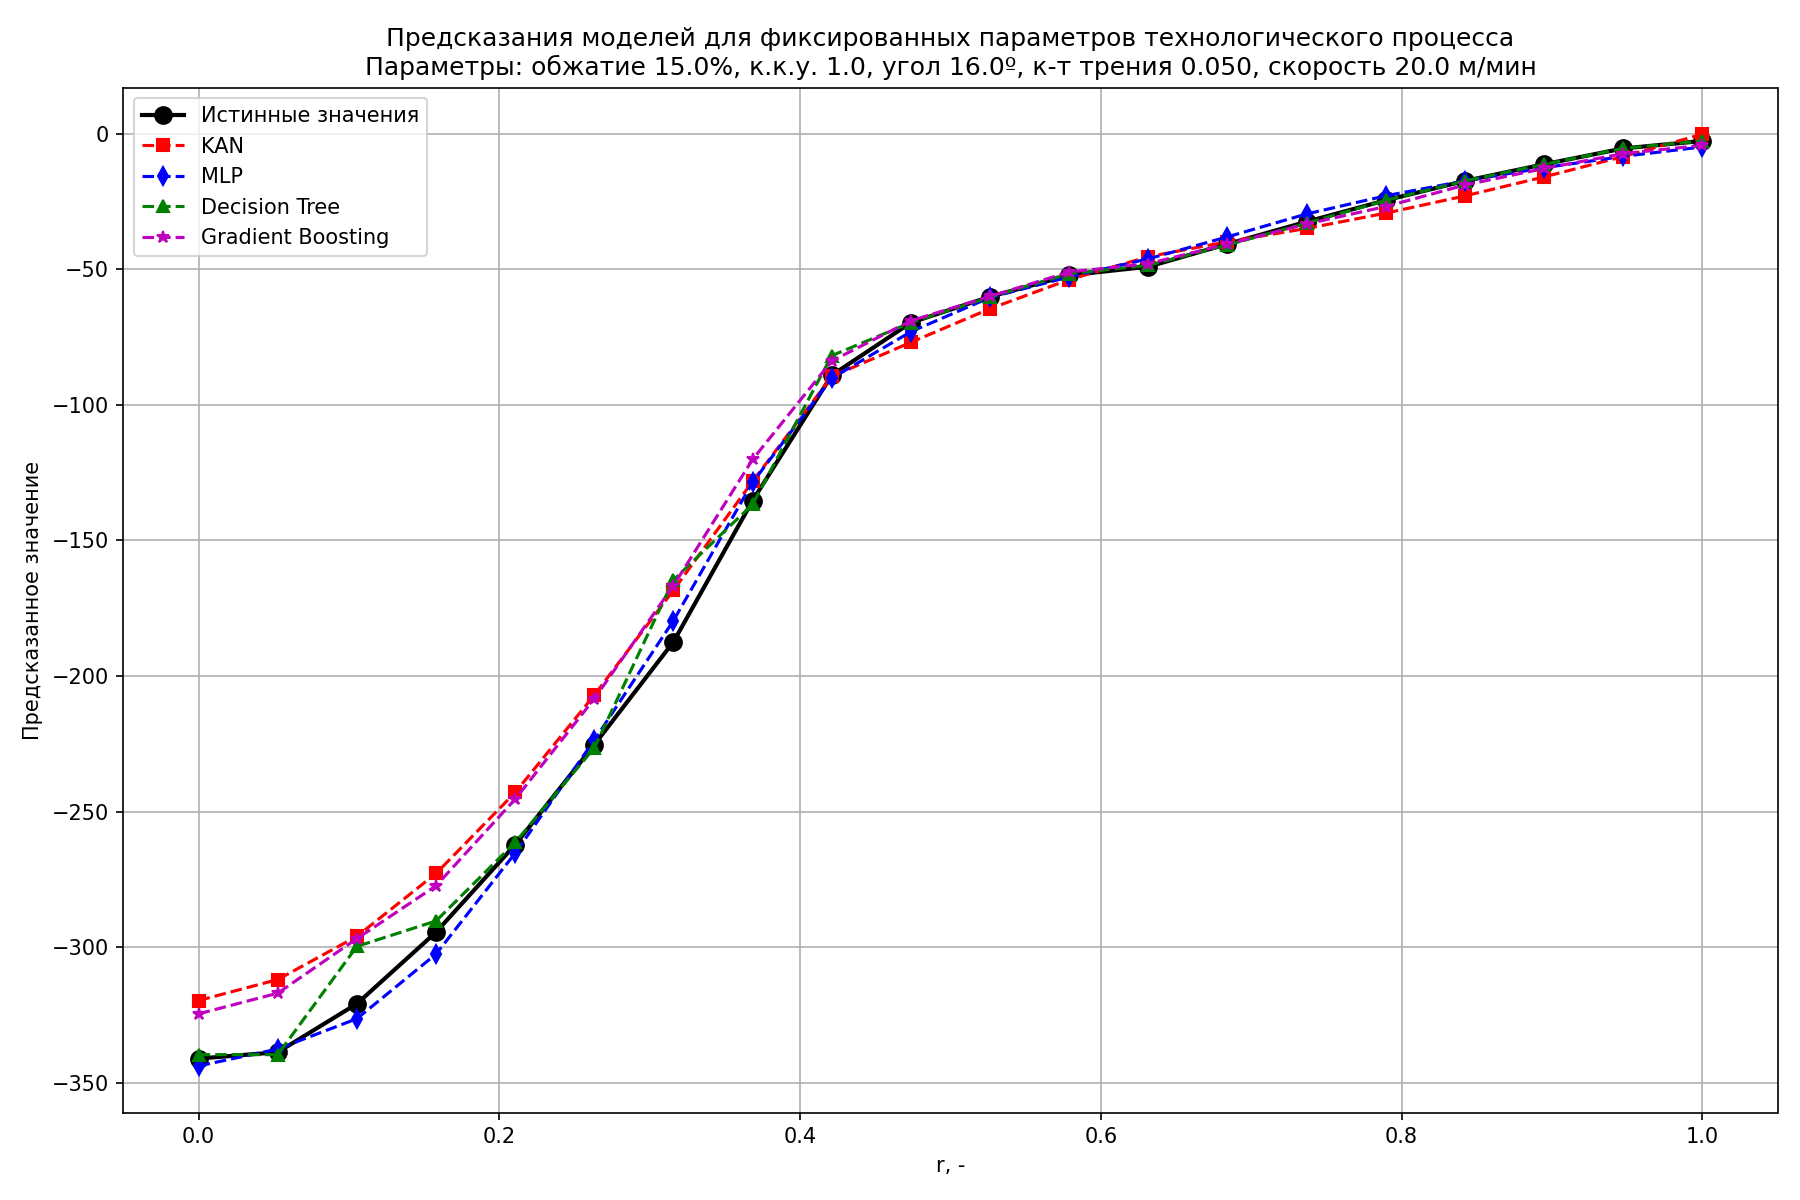 Предсказания моделей для фиксированных параметров технологического процесса
Параметры: обжатие 15.0%, к.к.у. 1.0, угол 16.0º, к-т трения 0.050, скорость 20.0 м/мин
Истинные значения
KAN
MLP
Decision Tree
Gradient Boosting
Предсказанное значение
0
−50
−100
−150
−200
−250
−300
−350
0.0
0.2
0.4
0.6
0.8
1.0
r, -